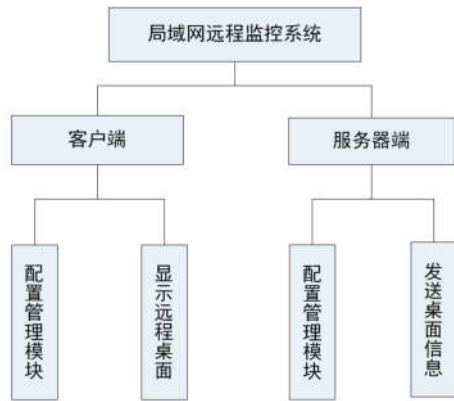 局域网远程监控系统
客户端
服务器端
配置管理模块
显示远程桌面
配置管理模块
发送桌面信息